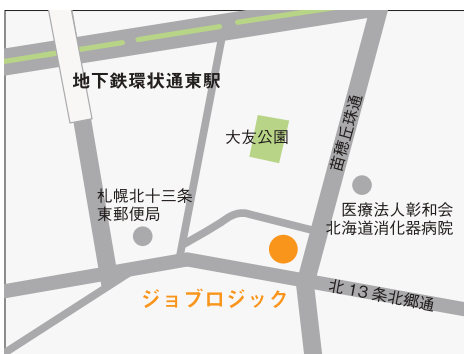 地下鉄環状通東駅
大友公園
苗穂丘珠通
札幌北十三条
東郵便局
医療法人彰和会
北海道消化器病院
ジョブロジック
北13条北郷通